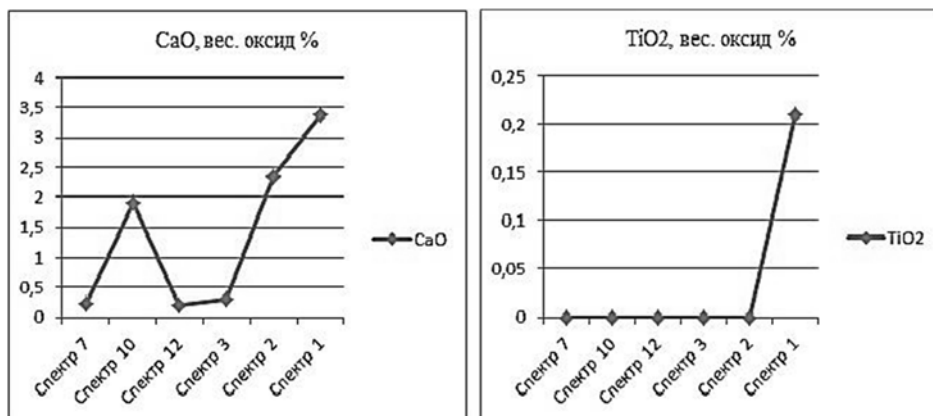 CaO, вес. оксид %
4
3,5
3
2,5
2
1,5
1
0,5
0
CaO
Спектр 7
Спектр 10
Спектр 12
Спектр 3
Спектр 2
Спектр 1
TiO2, вес. оксид %
0,25
0,2
0,15
0,1
0,05
0
TiO2
Спектр 7
Спектр 10
Спектр 12
Спектр 3
Спектр 2
Спектр 1